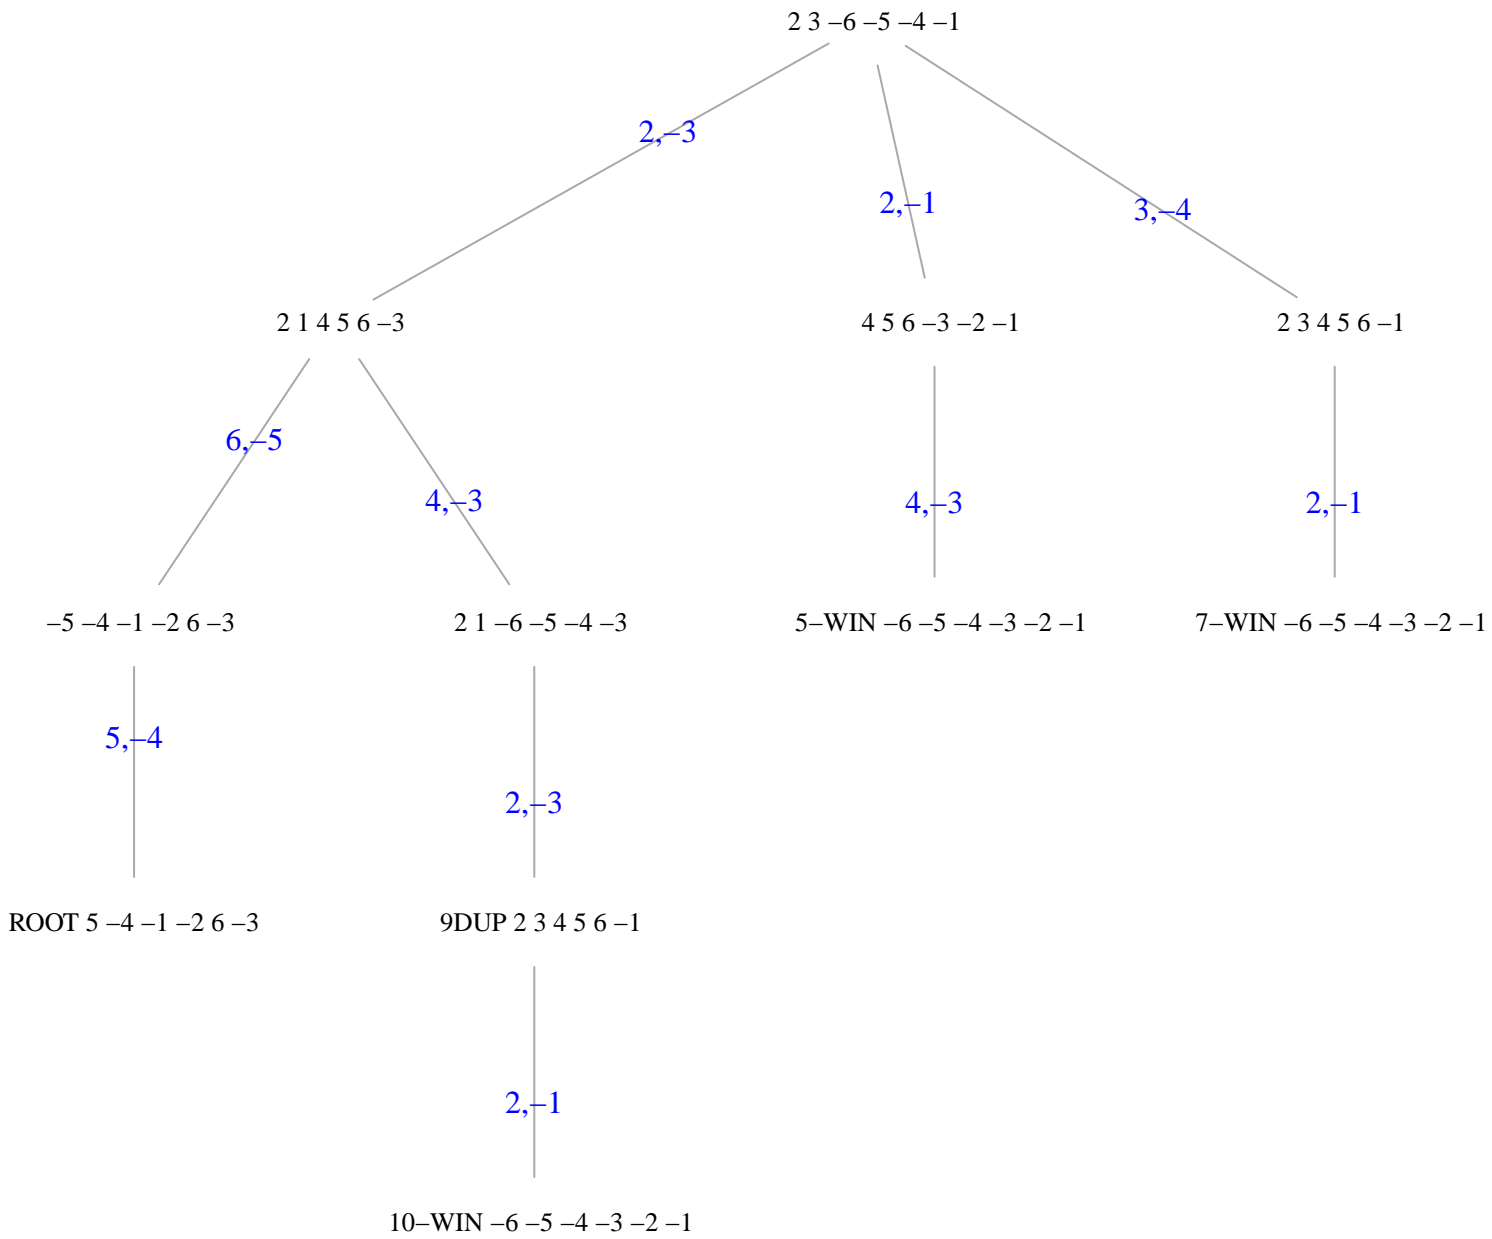 2 3 –6 –5 –4 –1
2,–3
2,–1
3,–4
2 1 4 5 6 –3
4 5 6 –3 –2 –1
2 3 4 5 6 –1
6,–5
4,–3
4,–3
2,–1
–5 –4 –1 –2 6 –3
2 1 –6 –5 –4 –3
5–WIN –6 –5 –4 –3 –2 –1
7–WIN –6 –5 –4 –3 –2 –1
5,–4
2,–3
ROOT 5 –4 –1 –2 6 –3
9DUP 2 3 4 5 6 –1
2,–1
10–WIN –6 –5 –4 –3 –2 –1